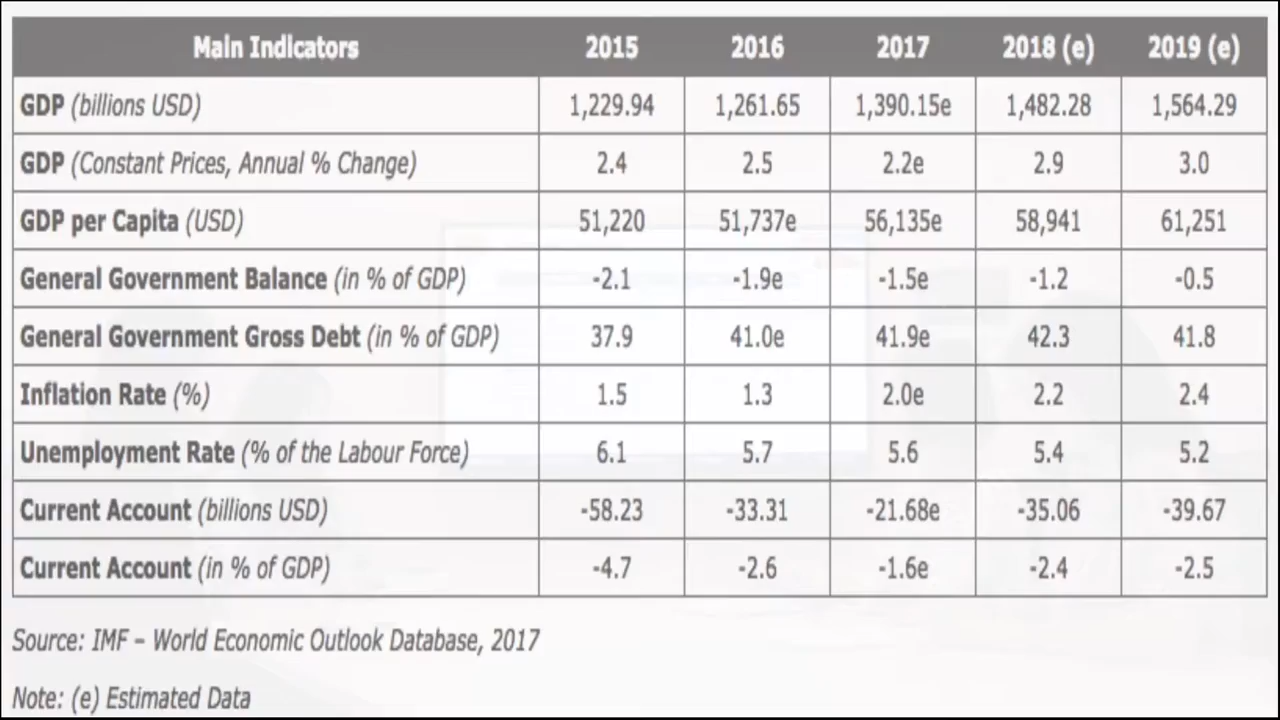 Main Indicators 2015 2016 2017 2018 (e) 2019 (e)
GDP (billions USD) 1,229.94 1,261.65 1,390.15e 1,482.28 1,564.29
GDP (Constant Prices, Annual % Change) 2.4 2.5 2.2e 2.9 3.0
GDP per Capita (USD) 51,220 51,737e 56,135e 58,941 61,251
General Government Balance (in % of GDP) -2.1 -1.9e -1.5e -1.2 -0.5
General Government Gross Debt (in % of GDP) 37.9 41.0e 41.9e 42.3 41.8
Inflation Rate (%) 1.5 1.3 2.0e 2.2 2.4
Unemployment Rate (% of the Labour Force) 6.1 5.7 5.6 5.4 5.2
Current Account (billions USD) -58.23 -33.31 -21.68e -35.06 -39.67
Current Account (in % of GDP) -4.7 -2.6 -1.6e -2.4 -2.5
Source: IMF – World Economic Outlook Database, 2017
Note: (e) Estimated Data